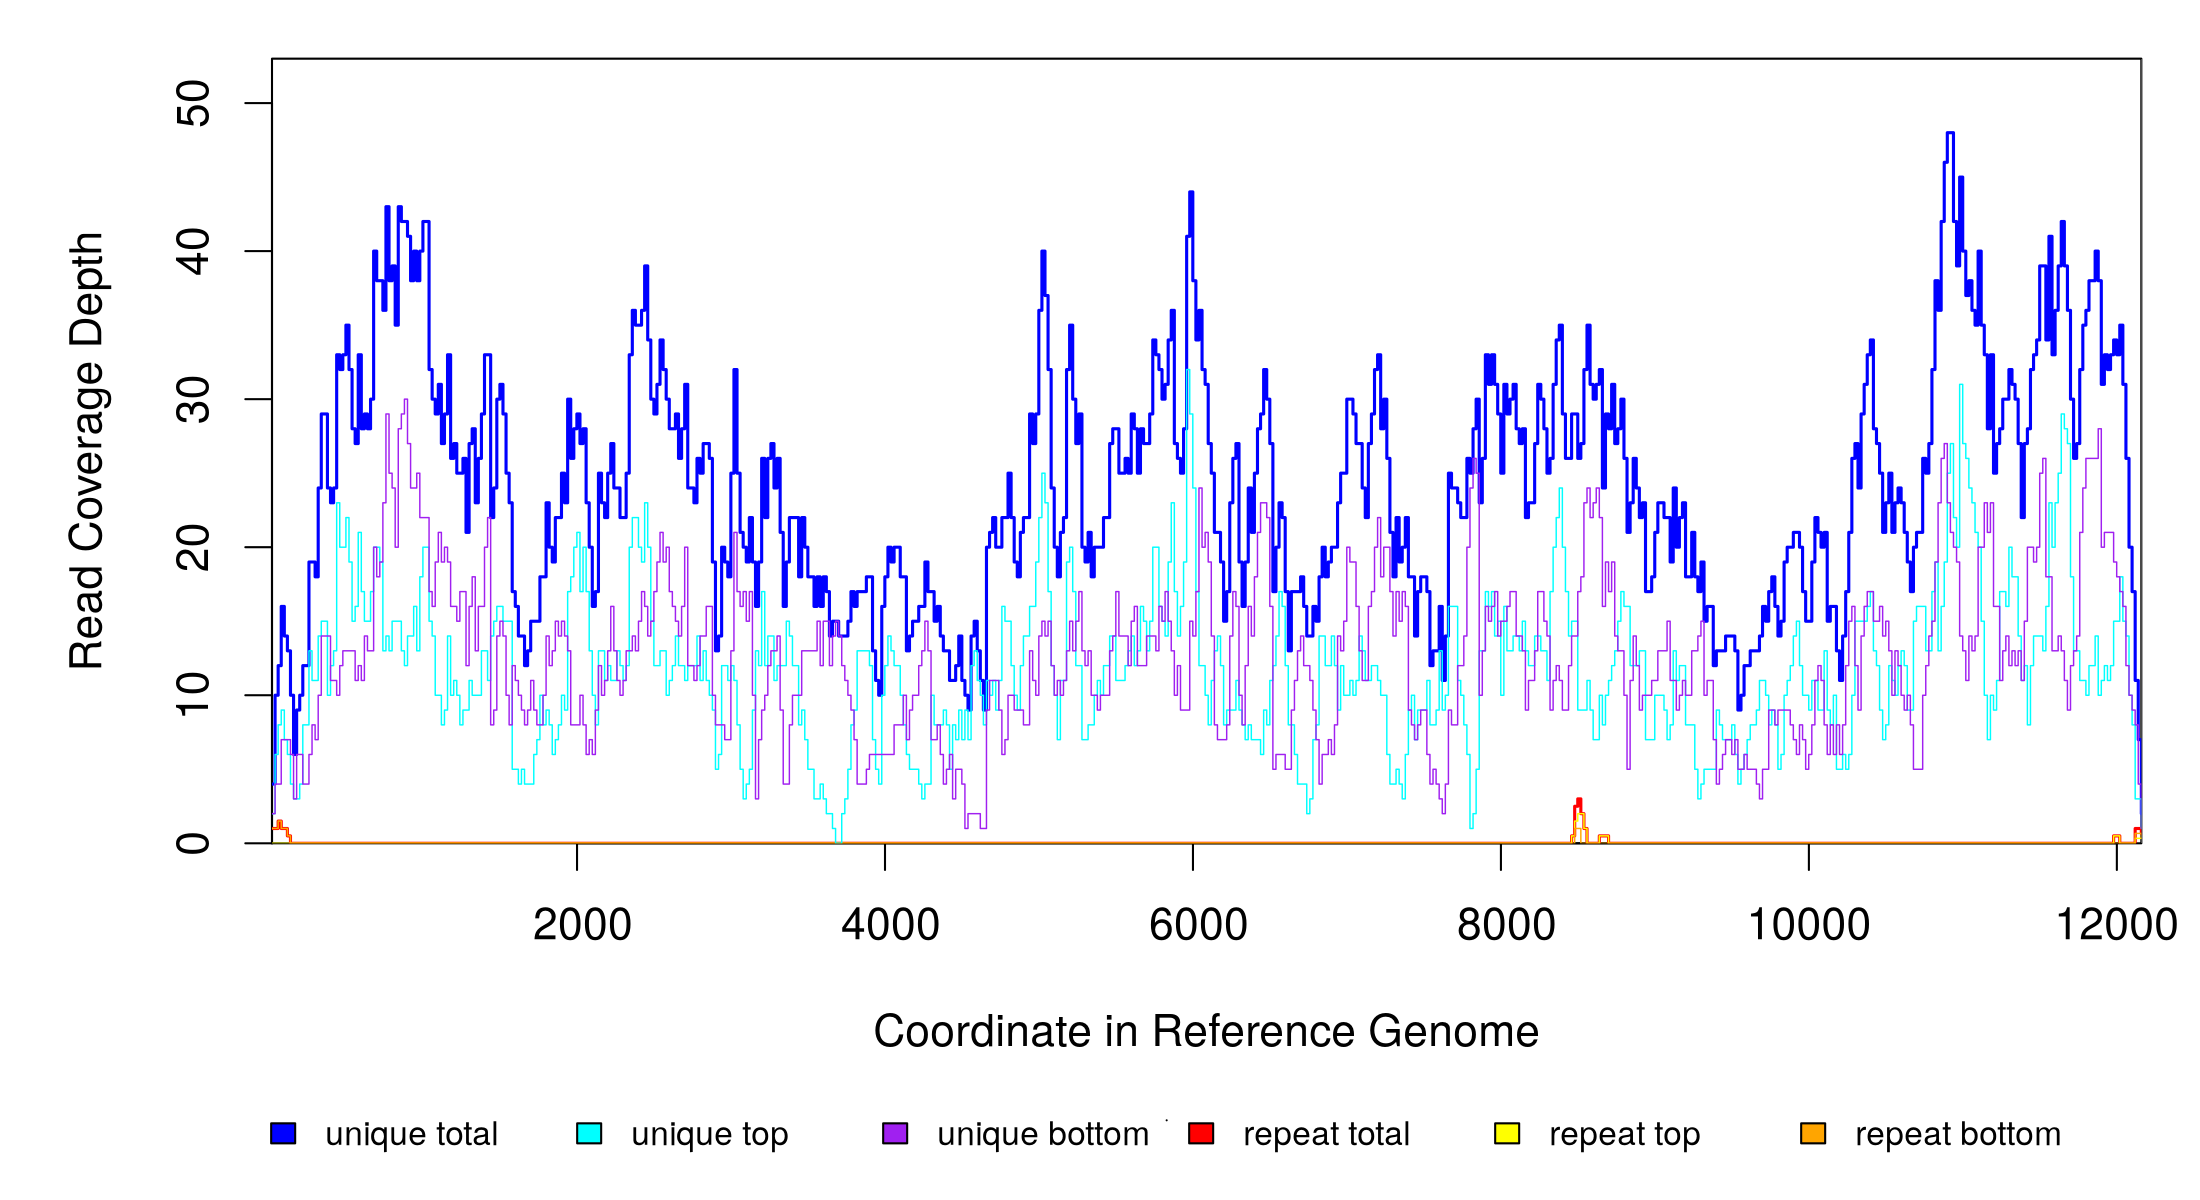 Read Coverage Depth
50
40
30
20
10
0
2000 4000 6000 8000 10000 12000
Coordinate in Reference Genome
unique total unique top unique bottom repeat total repeat top repeat bottom